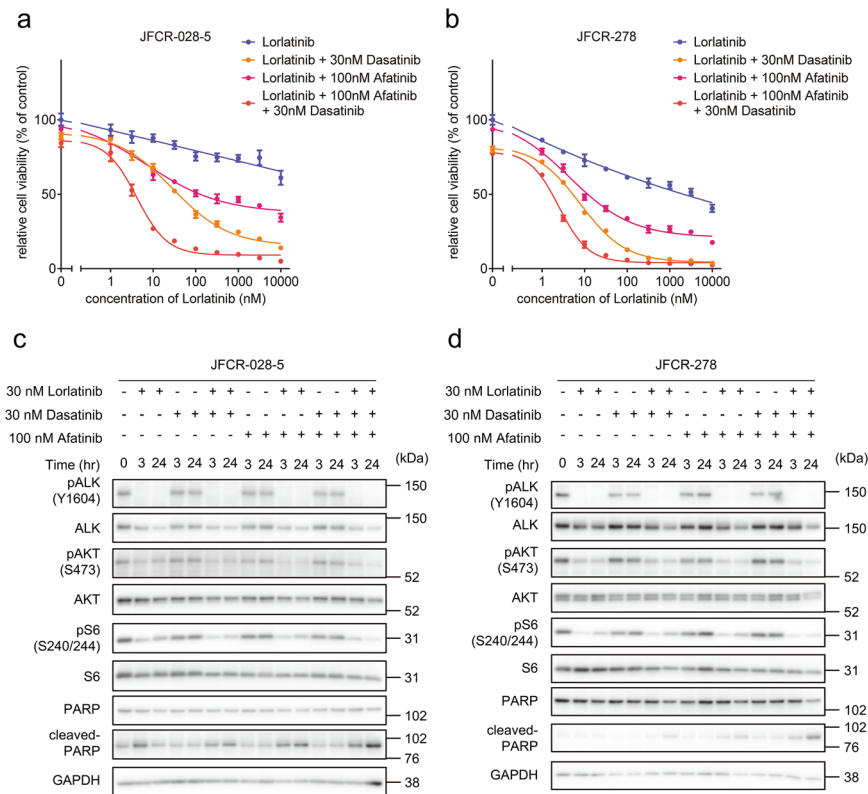 a
JFCR-028-5
Lorlatinib
Lorlatinib + 30nM Dasatinib
Lorlatinib + 100nM Afatinib
Lorlatinib + 100nM Afatinib
+ 30nM Dasatinib
relative cell viability (% of control)
100
50
0
0 1 10 100 1000 10000
concentration of Lorlatinib (nM)
b
JFCR-278
Lorlatinib
Lorlatinib + 30nM Dasatinib
Lorlatinib + 100nM Afatinib
Lorlatinib + 100nM Afatinib
+ 30nM Dasatinib
relative cell viability (% of control)
100
50
0
0 1 10 100 1000 10000
concentration of Lorlatinib (nM)
c
JFCR-028-5
30 nM Lorlatinib - + + - - + + - - + + - - + +
30 nM Dasatinib - - - + + + + - - - - + + + +
100 nM Afatinib - - - - - - - + + + + + + + +
Time (hr) 0 3 24 3 24 3 24 3 24 3 24 3 24 3 24 (kDa)
pALK
(Y1604)
150
ALK
150
pAKT
(S473)
52
AKT
52
pS6
(S240/244)
31
S6
31
PARP
102
cleaved-
PARP
102
76
GAPDH
38
d
JFCR-278
30 nM Lorlatinib - + + - - + + - - + + - - + +
30 nM Dasatinib - - - + + + + - - - - + + + +
100 nM Afatinib - - - - - - - + + + + + + + +
Time (hr) 0 3 24 3 24 3 24 3 24 3 24 3 24 3 24 (kDa)
pALK
(Y1604)
150
ALK
150
pAKT
(S473)
52
AKT
52
pS6
(S240/244)
31
S6
31
PARP
102
cleaved-
PARP
102
76
GAPDH
38